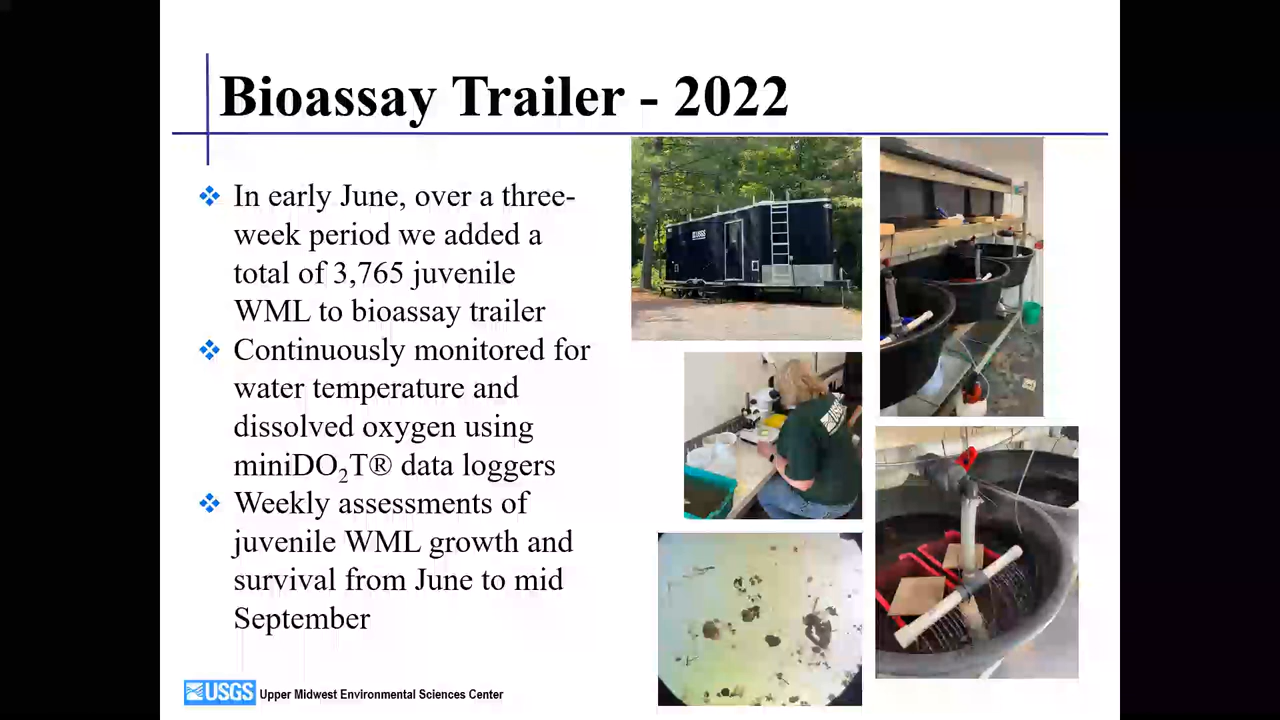 Bioassay Trailer - 2022
In early June, over a three-
week period we added a
total of 3,765 juvenile
WML to bioassay trailer
Continuously monitored for
water temperature and
dissolved oxygen using
miniDO₂T® data loggers
Weekly assessments of
juvenile WML growth and
survival from June to mid
September
USGS
USGS Upper Midwest Environmental Sciences Center